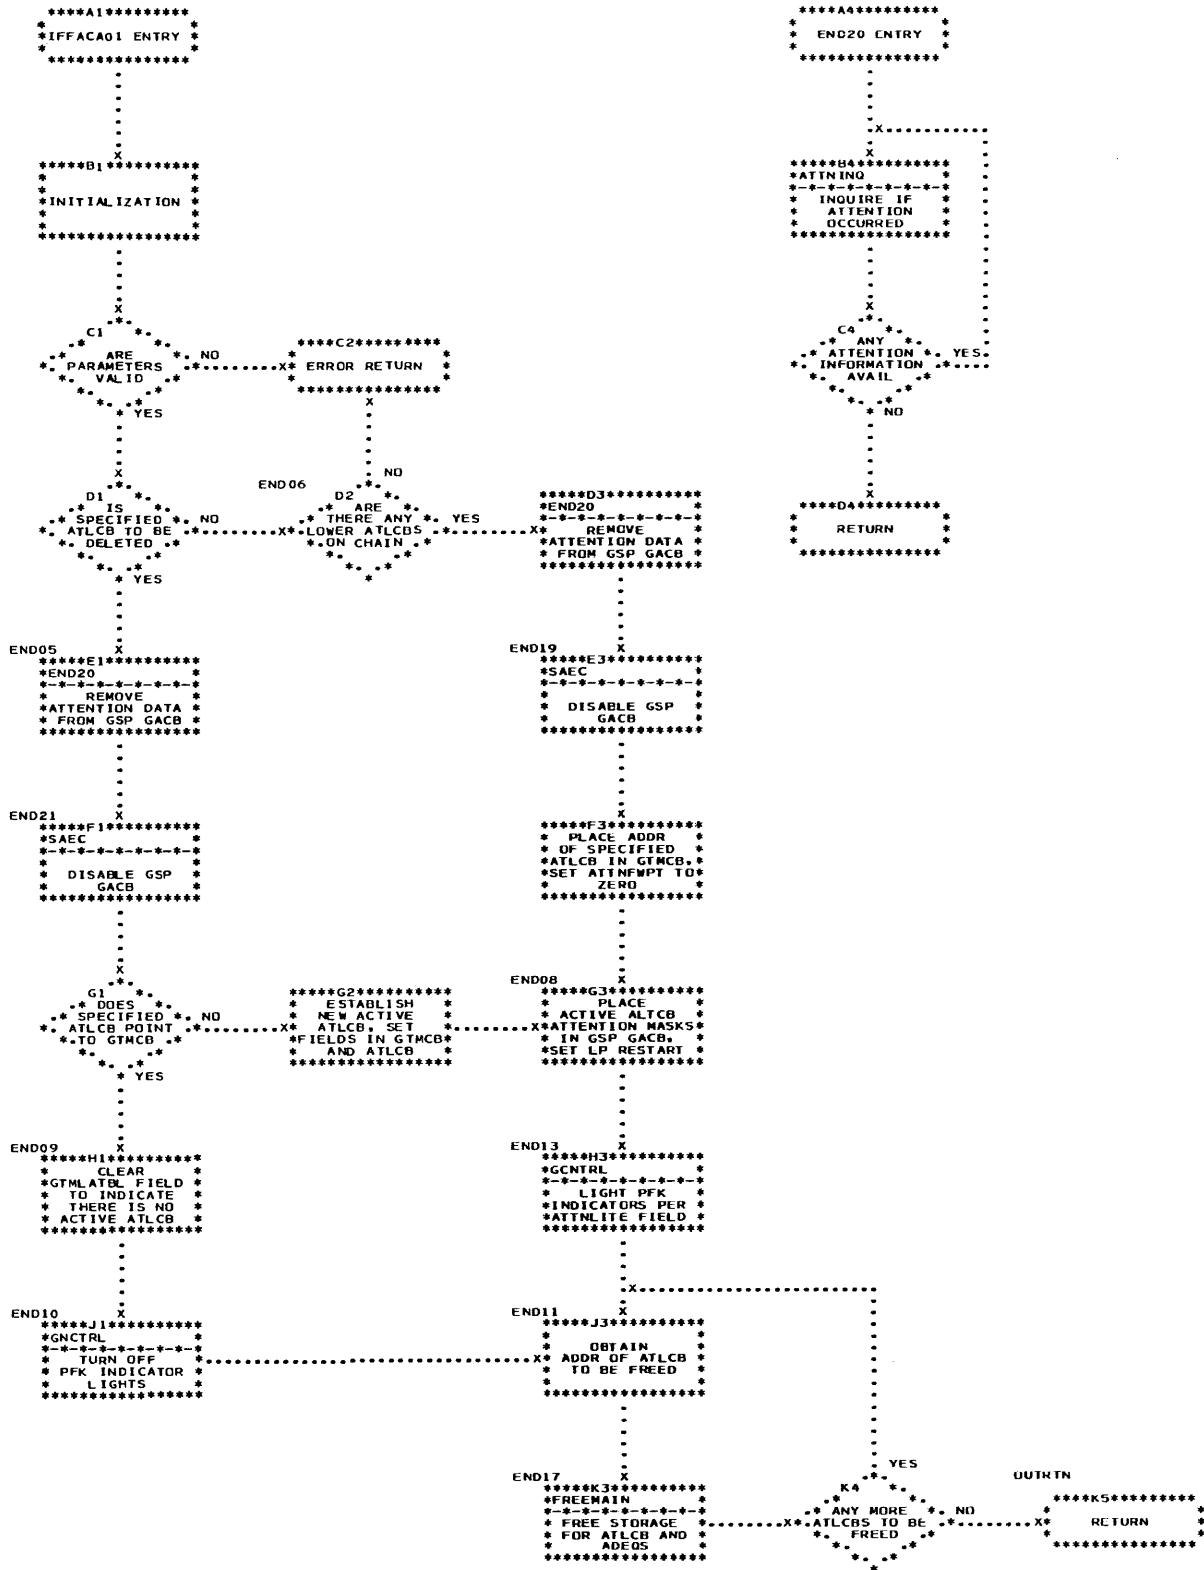 ****A1*********
IFFACA01 ENTRY
****A4*********
END20 ENTRY
*****B1**********
INITIALIZATION
*****B4**********
*ATTNINQ
INQUIRE IF
ATTENTION
OCCURRED
C1
ARE
PARAMETERS
VALID
NO
YES
****C2*********
ERROR RETURN
C4
ANY
ATTENTION
INFORMATION
AVAIL
YES
NO
D1
IS
SPECIFIED
ATLCB TO BE
DELETED
NO
YES
END06
NO
D2
ARE
THERE ANY
LOWER ATLCBS
ON CHAIN
YES
*****D3**********
*END20
REMOVE
ATTENTION DATA
FROM GSP GACB
****D4*********
RETURN
END05
*****E1**********
*END20
REMOVE
ATTENTION DATA
FROM GSP GACB
END19
*****E3**********
*SAEC
DISABLE GSP
GACB
END21
*****F1**********
*SAEC
DISABLE GSP
GACB
*****F3**********
PLACE ADDR
OF SPECIFIED
ATLCB IN GTMCB,
SET ATTNFWPT TO
ZERO
G1
DOES
SPECIFIED
ATLCB POINT
TO GTMCB
NO
YES
*****G2**********
ESTABLISH
NEW ACTIVE
ATLCB, SET
FIELDS IN GTMCB
AND ATLCB
END08
*****G3**********
PLACE
ACTIVE ALTCB
ATTENTION MASKS
IN GSP GACB,
SET LP RESTART
END09
*****H1**********
CLEAR
GTMLATBL FIELD
TO INDICATE
THERE IS NO
ACTIVE ATLCB
END13
*****H3**********
*GCNTRL
LIGHT PFK
INDICATORS PER
ATTNLITE FIELD
END10
*****J1**********
*GNCTRL
TURN OFF
PFK INDICATOR
LIGHTS
END11
*****J3**********
OBTAIN
ADDR OF ATLCB
TO BE FREED
END17
*****K3**********
*FREEMAIN
FREE STORAGE
FOR ATLCB AND
ADEQS
YES
K4
ANY MORE
ATLCBS TO BE
FREED
NO
OUTRTN
****K5*********
RETURN